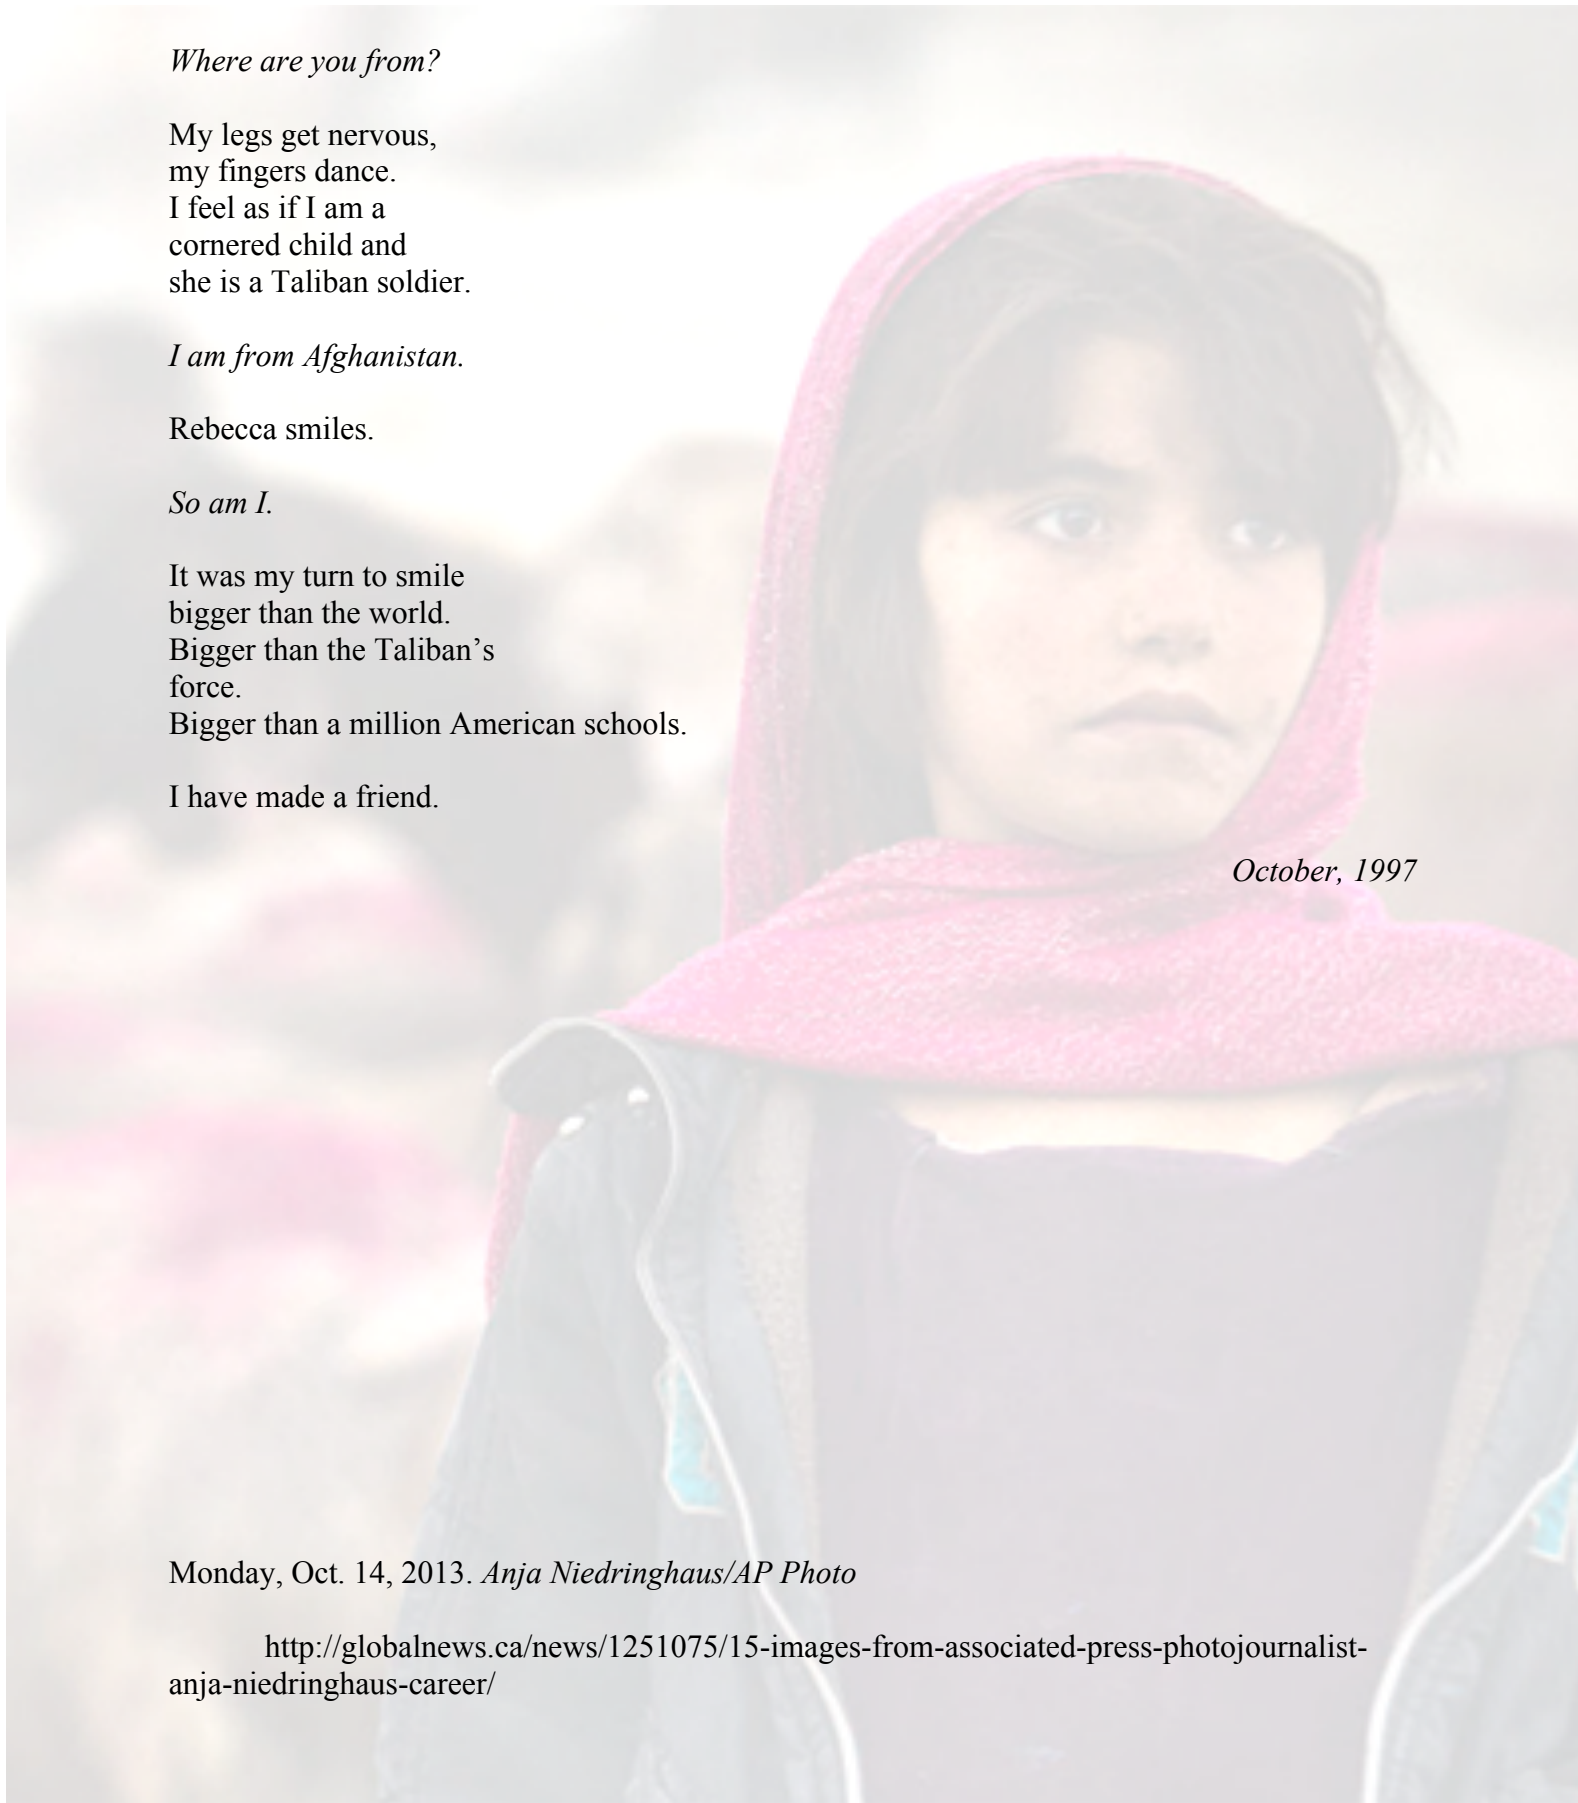 Where are you from?
My legs get nervous,
my fingers dance.
I feel as if I am a
cornered child and
she is a Taliban soldier.
I am from Afghanistan.
Rebecca smiles.
So am I.
It was my turn to smile
bigger than the world.
Bigger than the Taliban’s
force.
Bigger than a million American schools.
I have made a friend.
October, 1997
Monday, Oct. 14, 2013. Anja Niedringhaus/AP Photo
http://globalnews.ca/news/1251075/15-images-from-associated-press-photojournalist-
anja-niedringhaus-career/